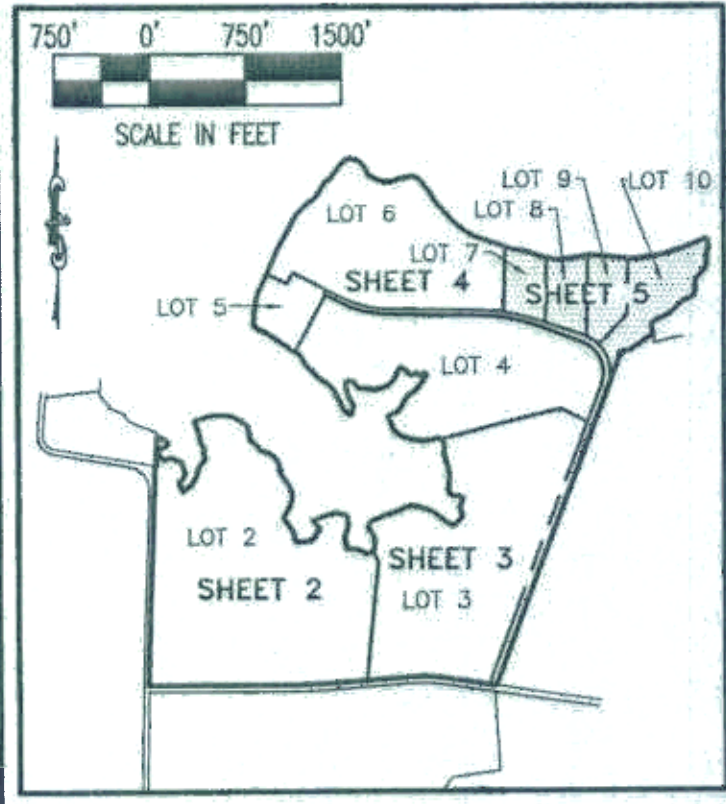 750' 0' 750' 1500'
SCALE IN FEET
LOT 9 LOT 10
LOT 6 LOT 8
LOT 7
SHEET 4 SHEET 5
LOT 5
LOT 4
LOT 2
SHEET 3
SHEET 2
LOT 3